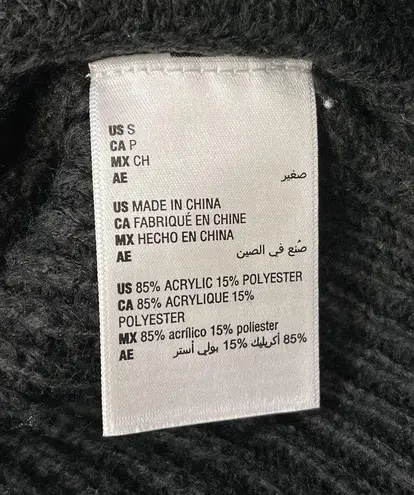 US S
CA P
MX CH
AE صغير
US MADE IN CHINA
CA FABRIQUÉ EN CHINE
MX HECHO EN CHINA
AE صُنع في الصين
US 85% ACRYLIC 15% POLYESTER
CA 85% ACRYLIQUE 15%
POLYESTER
MX 85% acrílico 15% poliester
AE 85% أكريليك 15% بولي أستر